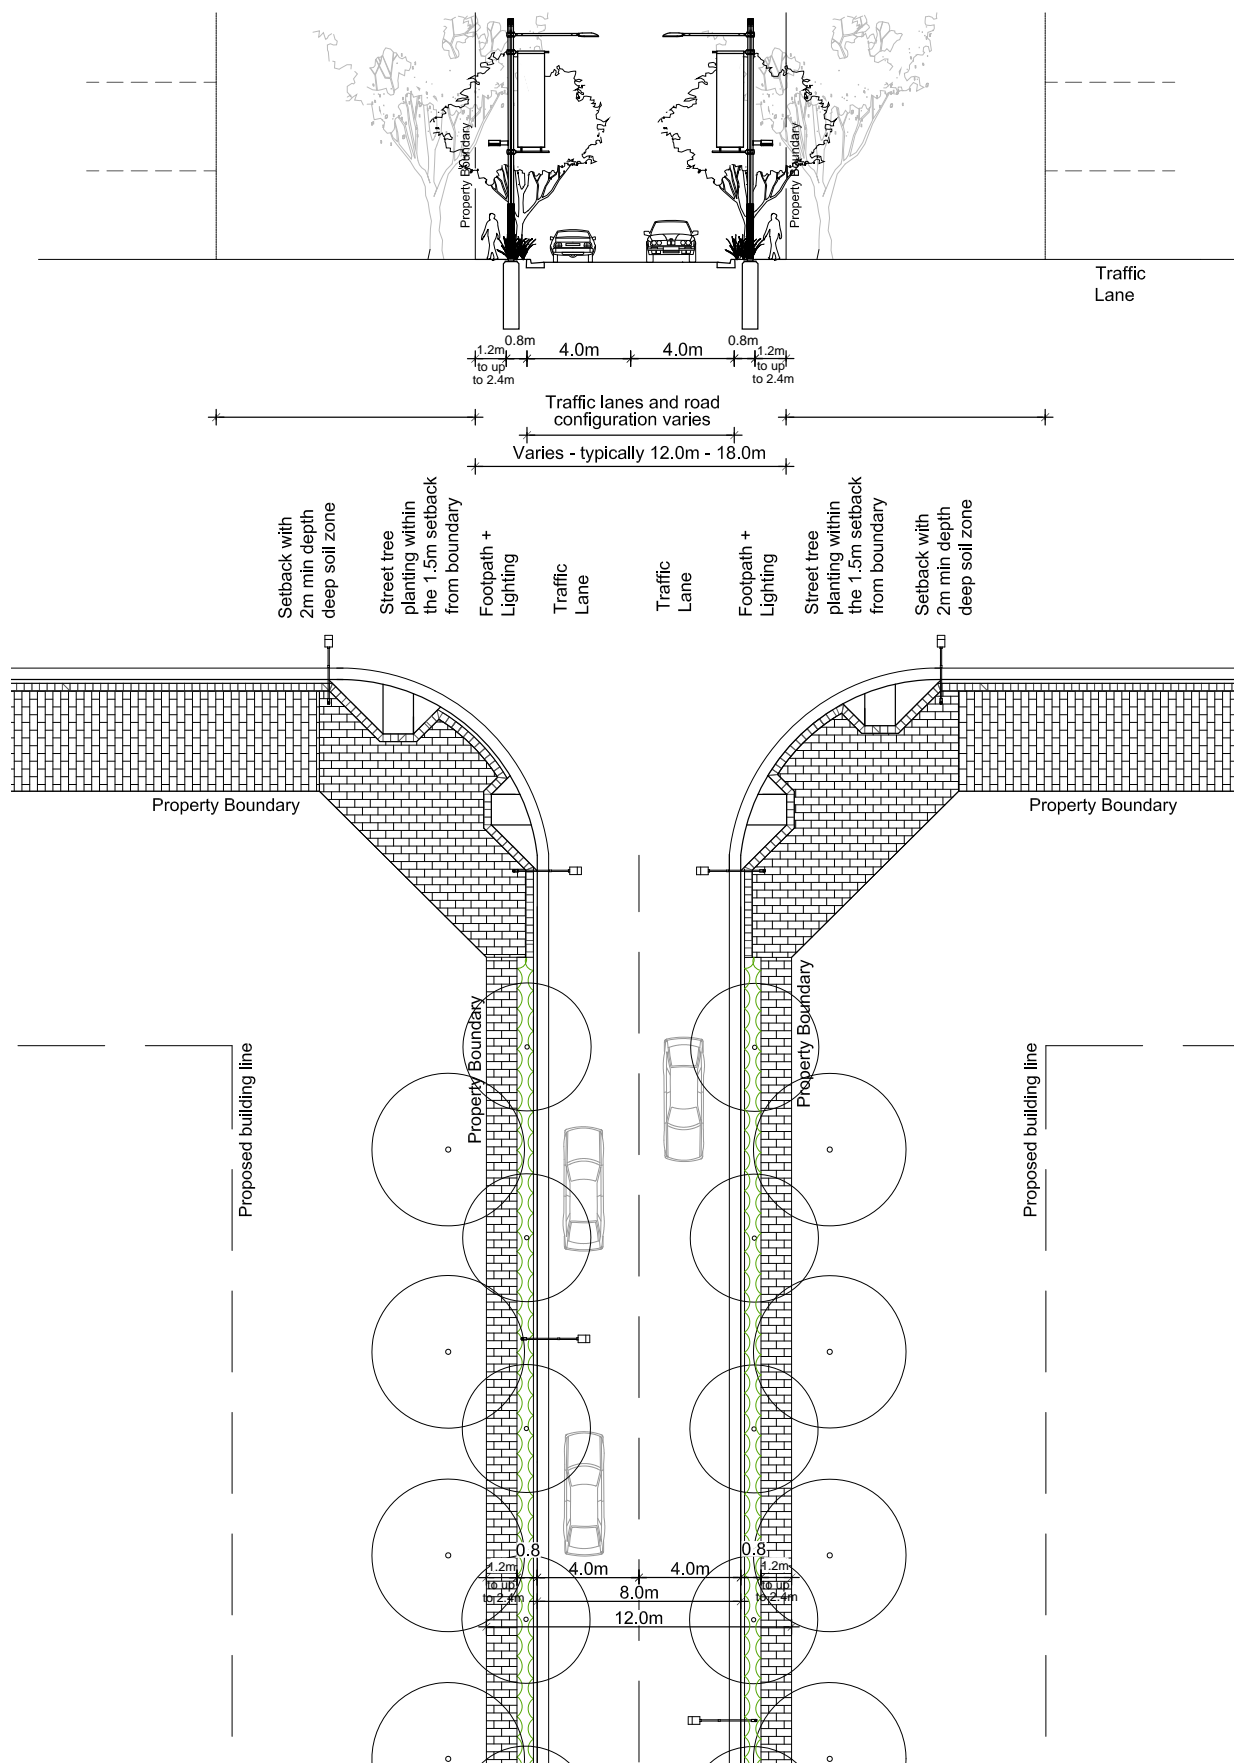 Property Boundary
Property Boundary
Traffic
Lane
0.8m
0.8m
1.2m
to up
to 2.4m
4.0m
4.0m
1.2m
to up
to 2.4m
Traffic lanes and road
configuration varies
Varies - typically 12.0m - 18.0m
Setback with
2m min depth
deep soil zone
Street tree
planting within
the 1.5m setback
from boundary
Footpath +
Lighting
Traffic
Lane
Traffic
Lane
Footpath +
Lighting
Street tree
planting within
the 1.5m setback
from boundary
Setback with
2m min depth
deep soil zone
Property Boundary
Property Boundary
Property Boundary
Property Boundary
Proposed building line
Proposed building line
0.8
0.8
1.2m
to up
to 2.4m
4.0m
4.0m
1.2m
to up
to 2.4m
8.0m
12.0m